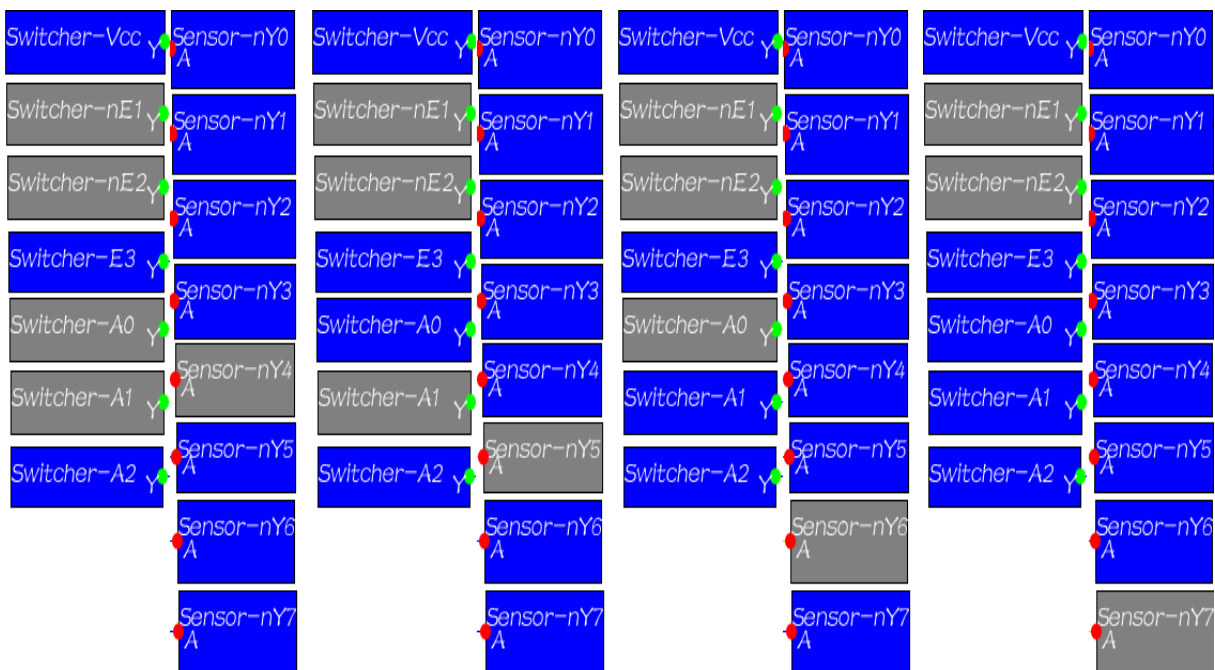 Switcher-Vcc Y
Sensor-nY0 A
Switcher-nE1 Y
Sensor-nY1 A
Switcher-nE2 Y
Sensor-nY2 A
Switcher-E3 Y
Sensor-nY3 A
Switcher-A0 Y
Sensor-nY4 A
Switcher-A1 Y
Sensor-nY5 A
Switcher-A2 Y
Sensor-nY6 A
Sensor-nY7 A
Switcher-Vcc Y
Sensor-nY0 A
Switcher-nE1 Y
Sensor-nY1 A
Switcher-nE2 Y
Sensor-nY2 A
Switcher-E3 Y
Sensor-nY3 A
Switcher-A0 Y
Sensor-nY4 A
Switcher-A1 Y
Sensor-nY5 A
Switcher-A2 Y
Sensor-nY6 A
Sensor-nY7 A
Switcher-Vcc Y
Sensor-nY0 A
Switcher-nE1 Y
Sensor-nY1 A
Switcher-nE2 Y
Sensor-nY2 A
Switcher-E3 Y
Sensor-nY3 A
Switcher-A0 Y
Sensor-nY4 A
Switcher-A1 Y
Sensor-nY5 A
Switcher-A2 Y
Sensor-nY6 A
Sensor-nY7 A
Switcher-Vcc Y
Sensor-nY0 A
Switcher-nE1 Y
Sensor-nY1 A
Switcher-nE2 Y
Sensor-nY2 A
Switcher-E3 Y
Sensor-nY3 A
Switcher-A0 Y
Sensor-nY4 A
Switcher-A1 Y
Sensor-nY5 A
Switcher-A2 Y
Sensor-nY6 A
Sensor-nY7 A